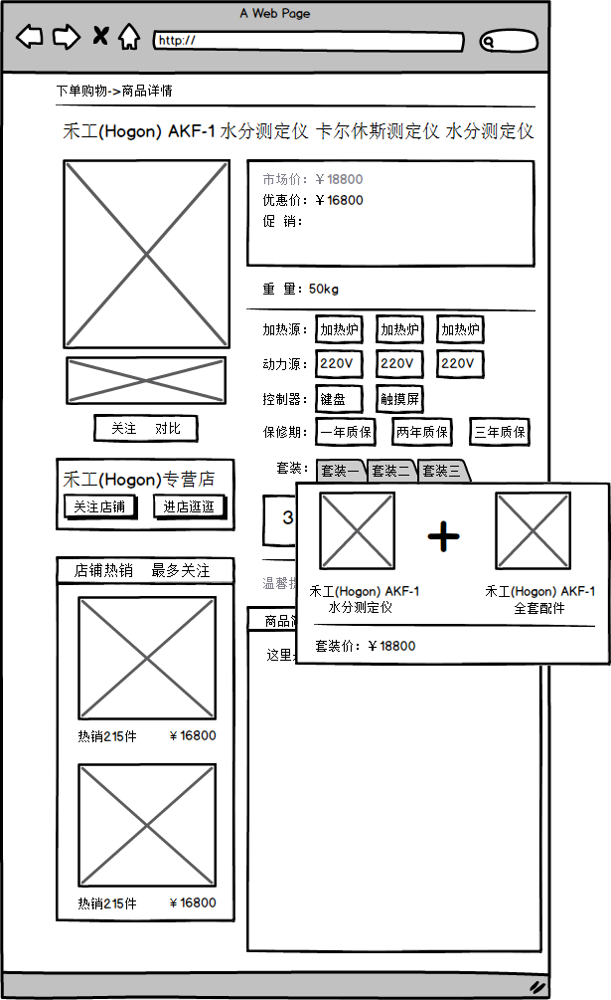 A Web Page
http://
下单购物->商品详情
禾工(Hogon) AKF-1 水分测定仪 卡尔休斯测定仪 水分测定仪
市场价：￥18800
优惠价：￥16800
促 销：
重 量：50kg
加热源： 加热炉 加热炉 加热炉
动力源： 220V 220V 220V
控制器： 键盘 触摸屏
保修期： 一年质保 两年质保 三年质保
关注 对比
套装： 套装一 套装二 套装三
禾工(Hogon)专营店
关注店铺 进店逛逛
3
禾工(Hogon) AKF-1
水分测定仪
禾工(Hogon) AKF-1
全套配件
套装价：￥18800
温馨
商品
这里
店铺热销 最多关注
热销215件 ￥16800
热销215件 ￥16800